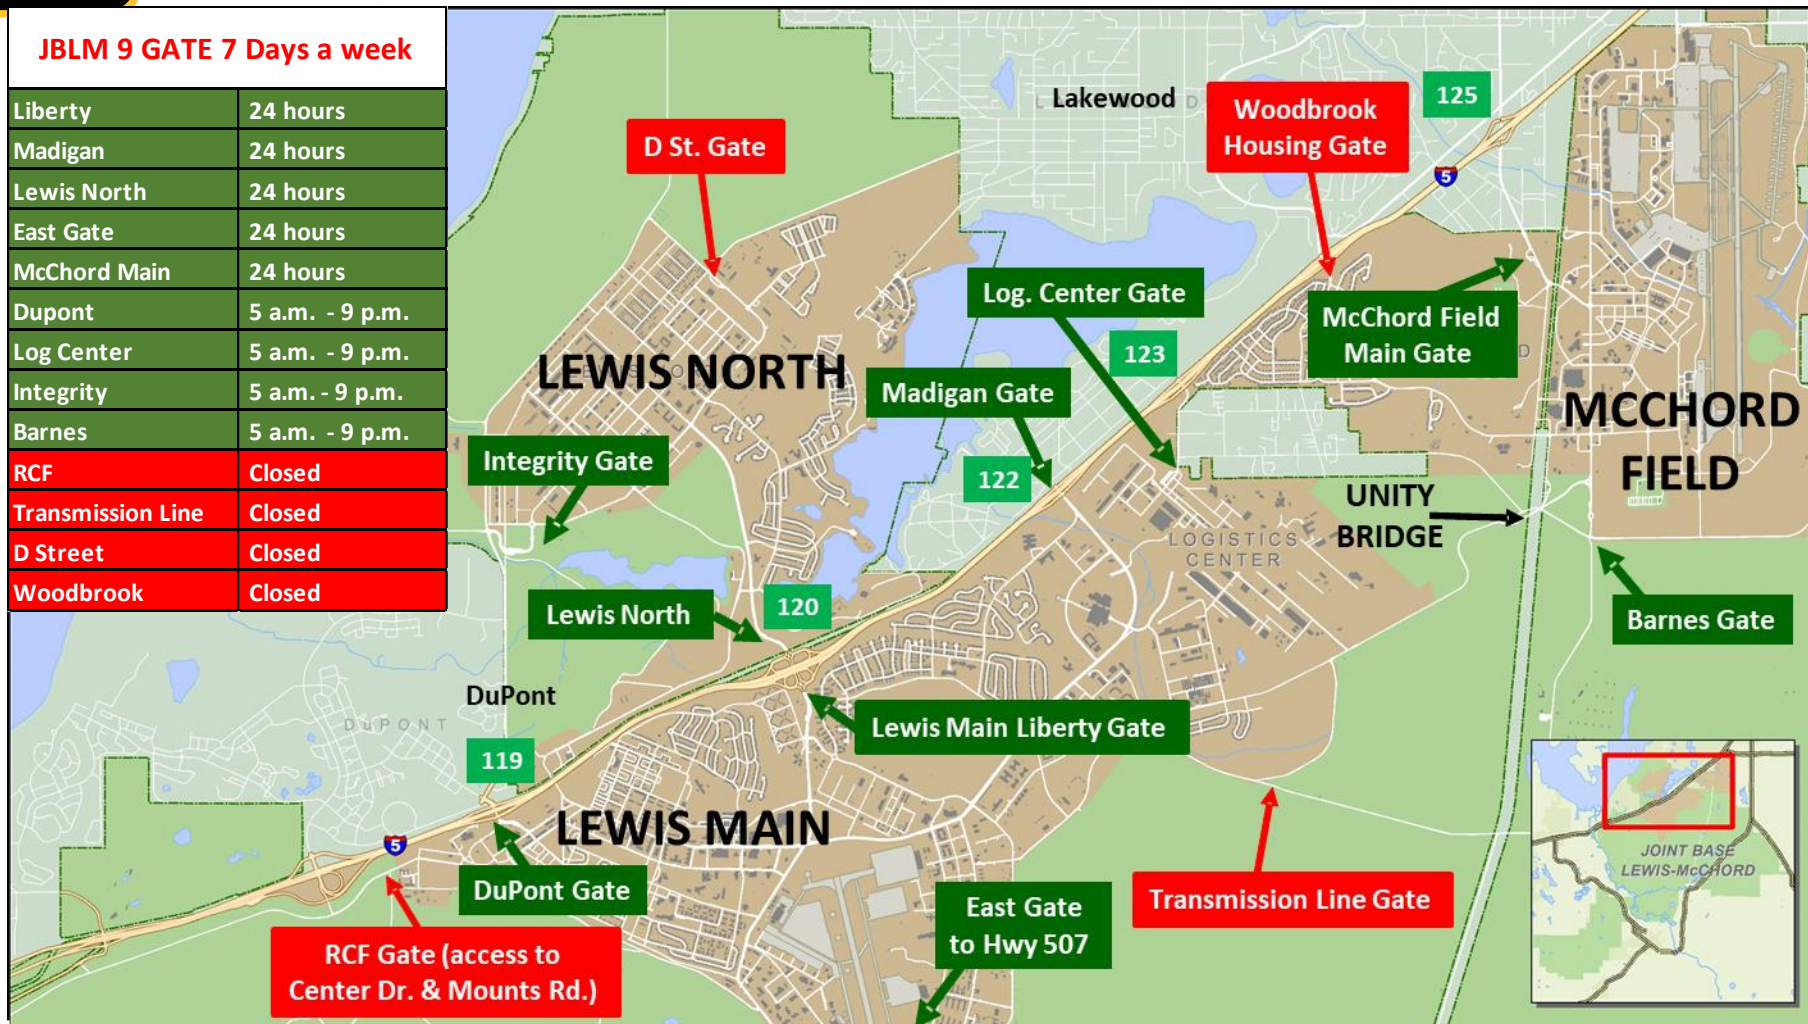 JBLM 9 GATE 7 Days a week
Liberty 24 hours
Madigan 24 hours
Lewis North 24 hours
East Gate 24 hours
McChord Main 24 hours
Dupont 5 a.m. - 9 p.m.
Log Center 5 a.m. - 9 p.m.
Integrity 5 a.m. - 9 p.m.
Barnes 5 a.m. - 9 p.m.
RCF Closed
Transmission Line Closed
D Street Closed
Woodbrook Closed
Lakewood
125
Woodbrook
Housing Gate
D St. Gate
5
Log. Center Gate
McChord Field
Main Gate
123
LEWIS NORTH
Madigan Gate
MCCHORD
FIELD
Integrity Gate
122
UNITY
BRIDGE
LOGISTICS
CENTER
Lewis North
120
Barnes Gate
DuPont
DuPONT
Lewis Main Liberty Gate
119
LEWIS MAIN
5
DuPont Gate
Transmission Line Gate
East Gate
to Hwy 507
RCF Gate (access to
Center Dr. & Mounts Rd.)
JOINT BASE
LEWIS-McCHORD